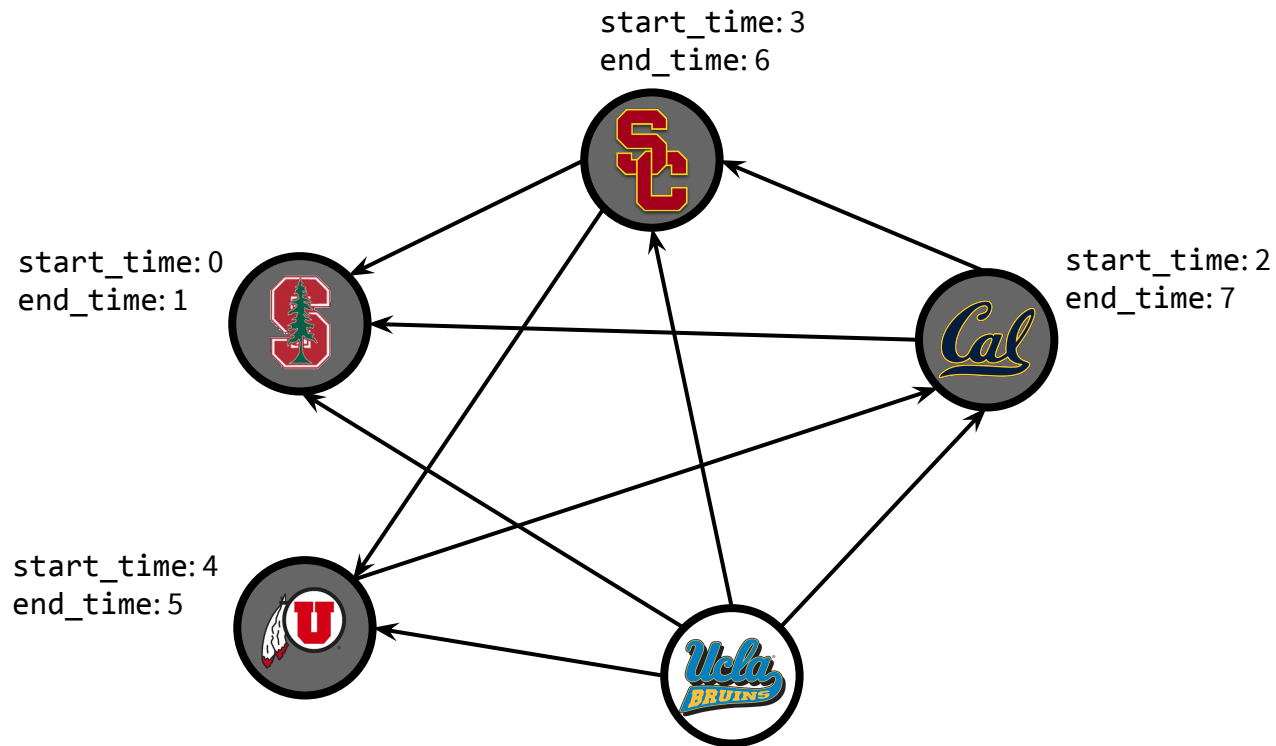 start_time: 3
end_time: 6
SC
start_time: 0
end_time: 1
S
start_time: 2
end_time: 7
Cal
start_time: 4
end_time: 5
U
Ucla
BRUINS